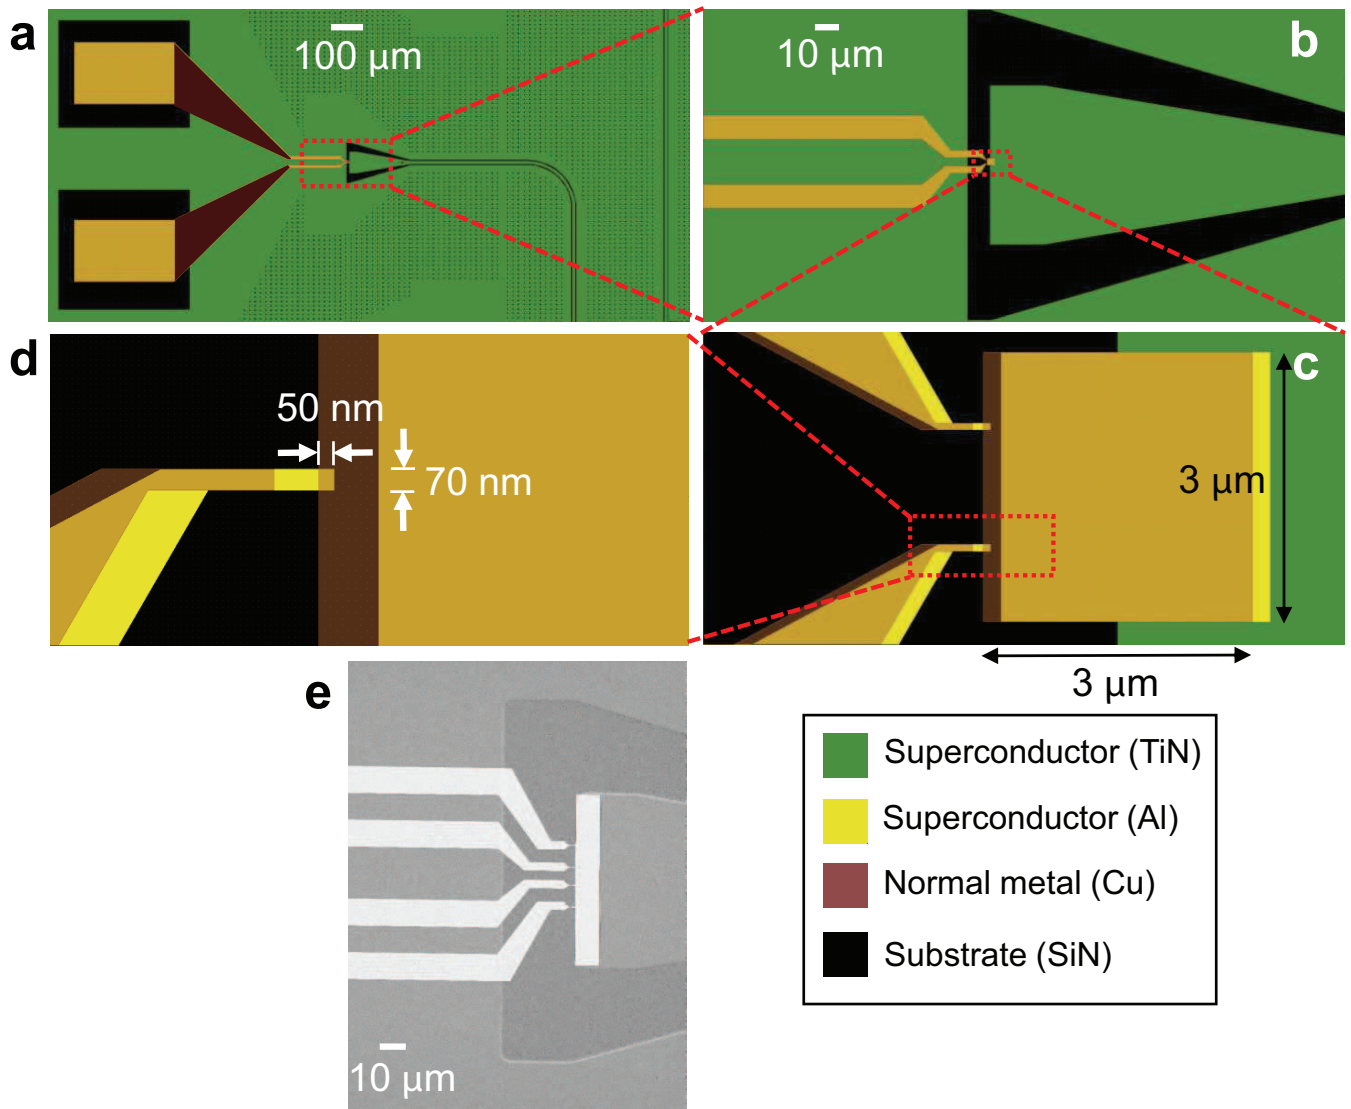 a
100 μm
b
10 μm
d
50 nm
70 nm
c
3 μm
3 μm
e
10 μm
Superconductor (TiN)
Superconductor (Al)
Normal metal (Cu)
Substrate (SiN)